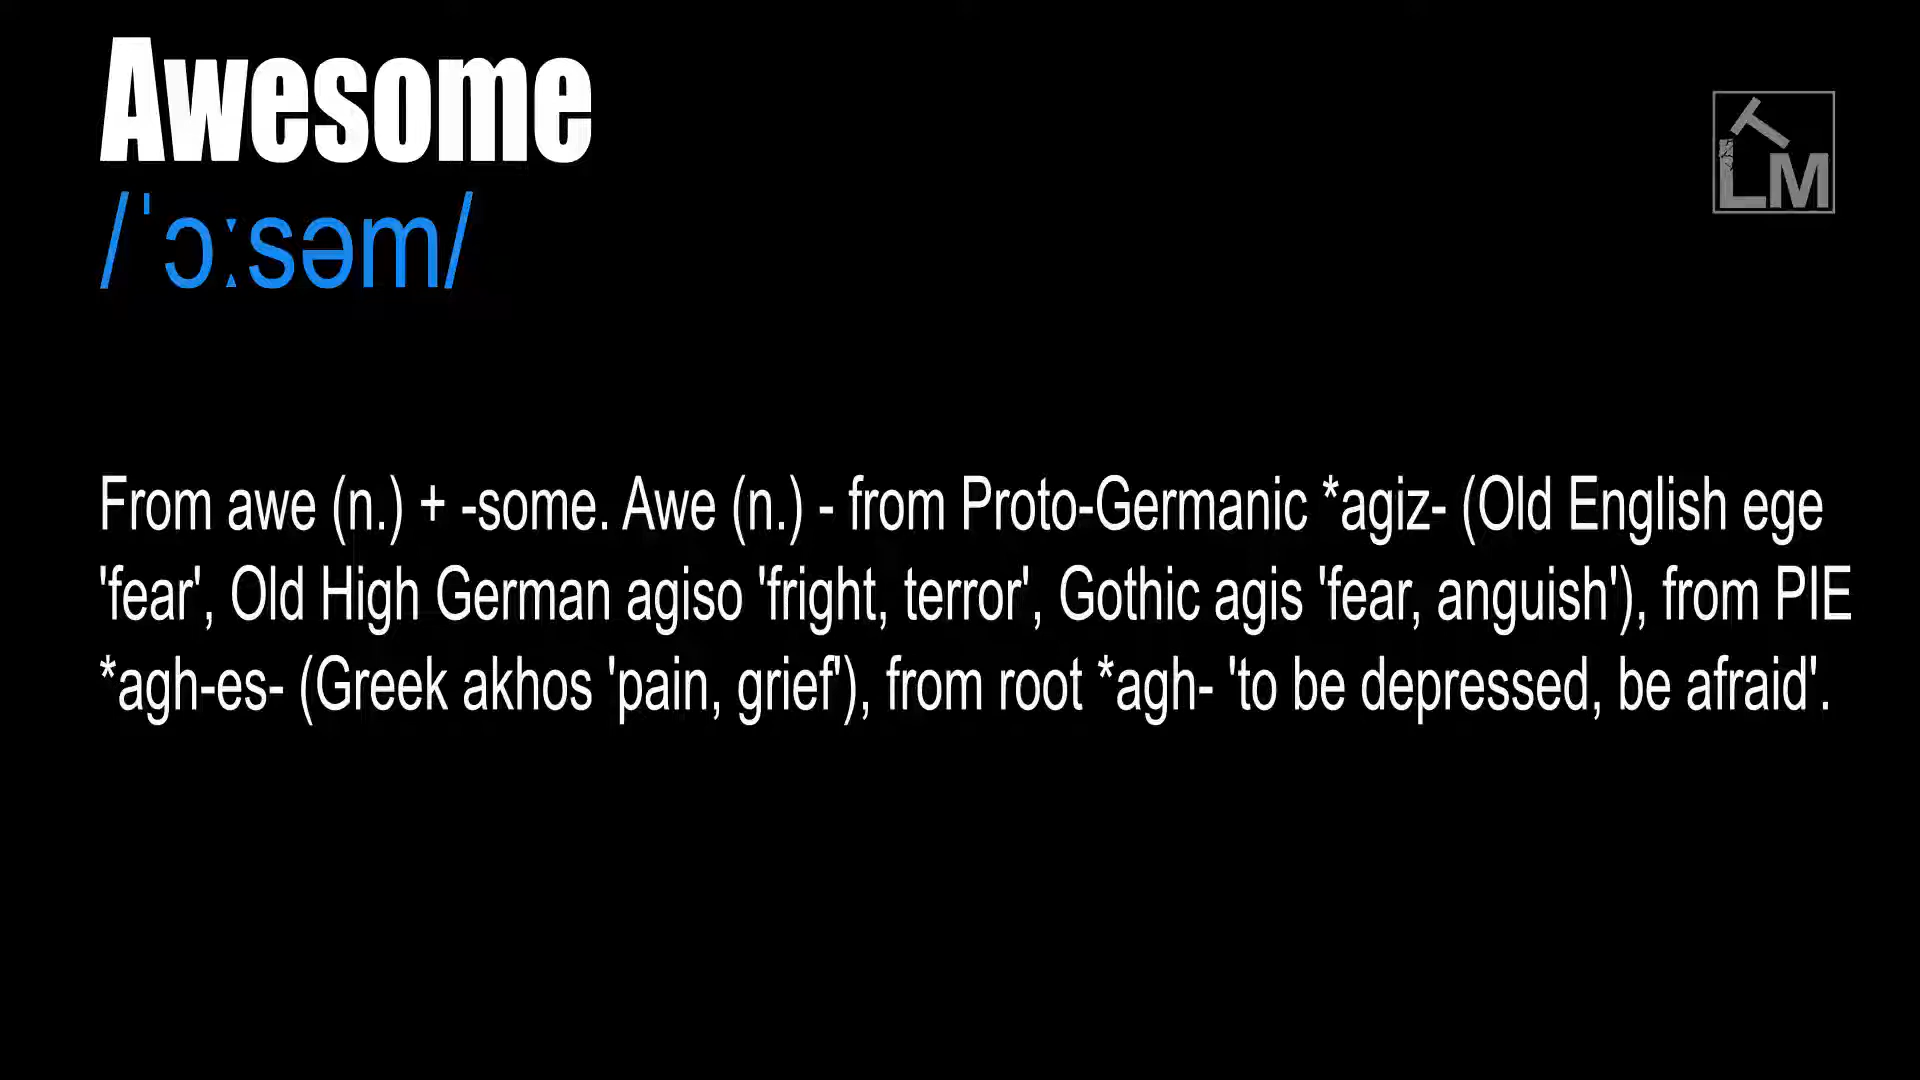 Awesome
/ˈɔːsəm/
LTM
From awe (n.) + -some. Awe (n.) - from Proto-Germanic *agiz- (Old English ege
'fear', Old High German agiso 'fright, terror', Gothic agis 'fear, anguish'), from PIE
*agh-es- (Greek akhos 'pain, grief'), from root *agh- 'to be depressed, be afraid'.